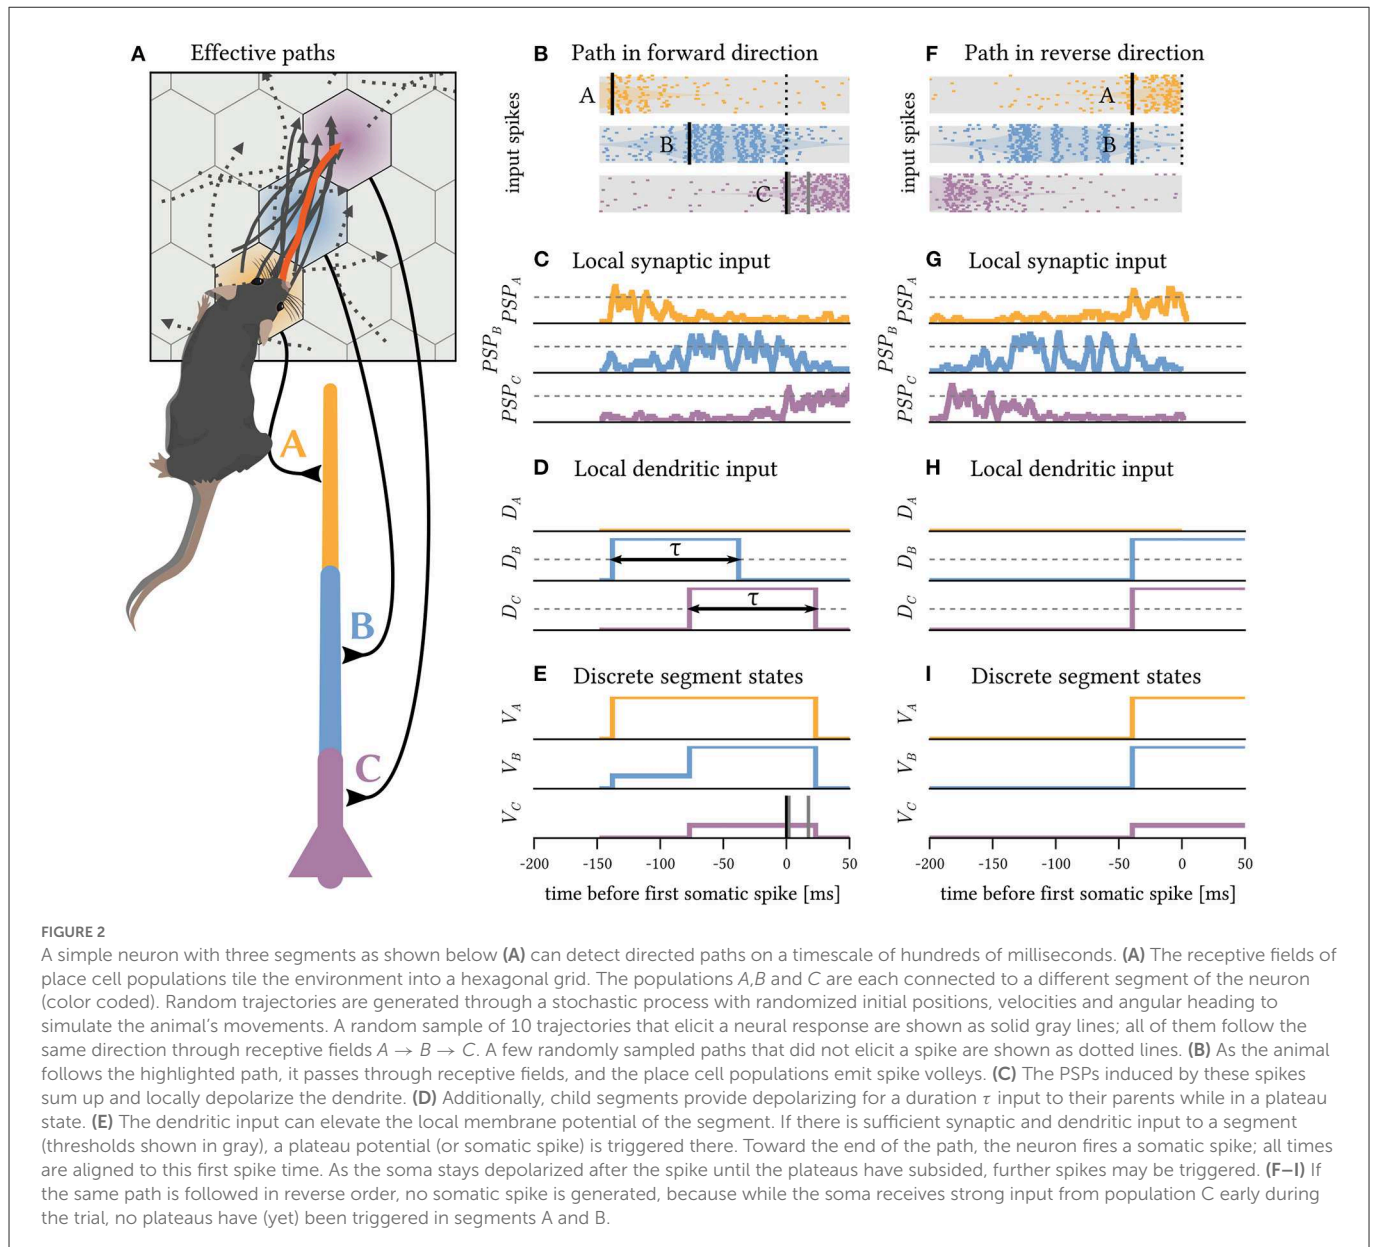 A Effective paths
A
B
C
B Path in forward direction
input spikes
A
B
C
C Local synaptic input
PSP_A
PSP_B
PSP_C
D Local dendritic input
D_A
D_B
τ
D_C
τ
E Discrete segment states
V_A
V_B
V_C
-200 -150 -100 -50 0 50
time before first somatic spike [ms]
F Path in reverse direction
input spikes
A
B
G Local synaptic input
PSP_A
PSP_B
PSP_C
H Local dendritic input
D_A
D_B
D_C
I Discrete segment states
V_A
V_B
V_C
-200 -150 -100 -50 0 50
time before first somatic spike [ms]
FIGURE 2
A simple neuron with three segments as shown below (A) can detect directed paths on a timescale of hundreds of milliseconds. (A) The receptive fields of
place cell populations tile the environment into a hexagonal grid. The populations A,B and C are each connected to a different segment of the neuron
(color coded). Random trajectories are generated through a stochastic process with randomized initial positions, velocities and angular heading to
simulate the animal's movements. A random sample of 10 trajectories that elicit a neural response are shown as solid gray lines; all of them follow the
same direction through receptive fields A → B → C. A few randomly sampled paths that did not elicit a spike are shown as dotted lines. (B) As the animal
follows the highlighted path, it passes through receptive fields, and the place cell populations emit spike volleys. (C) The PSPs induced by these spikes
sum up and locally depolarize the dendrite. (D) Additionally, child segments provide depolarizing for a duration τ input to their parents while in a plateau
state. (E) The dendritic input can elevate the local membrane potential of the segment. If there is sufficient synaptic and dendritic input to a segment
(thresholds shown in gray), a plateau potential (or somatic spike) is triggered there. Toward the end of the path, the neuron fires a somatic spike; all times
are aligned to this first spike time. As the soma stays depolarized after the spike until the plateaus have subsided, further spikes may be triggered. (F–I) If
the same path is followed in reverse order, no somatic spike is generated, because while the soma receives strong input from population C early during
the trial, no plateaus have (yet) been triggered in segments A and B.